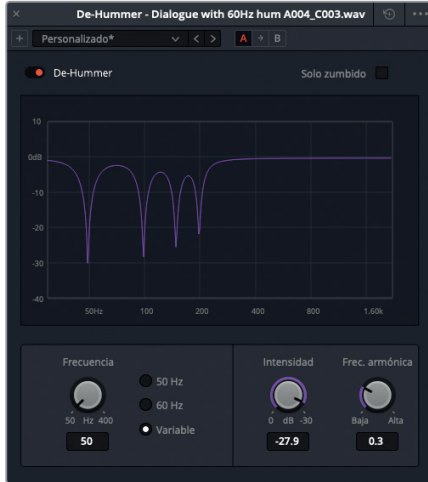 De-Hummer - Dialogue with 60Hz hum A004_C003.wav
Personalizado*
A
B
De-Hummer
Solo zumbido
10
0dB
-10
-20
-30
-40
50Hz 100 200 400 800 1.60k
Frecuencia
50 Hz 400
50
50 Hz
60 Hz
Variable
Intensidad
0 dB -30
-27.9
Frec. armónica
Baja Alta
0.3